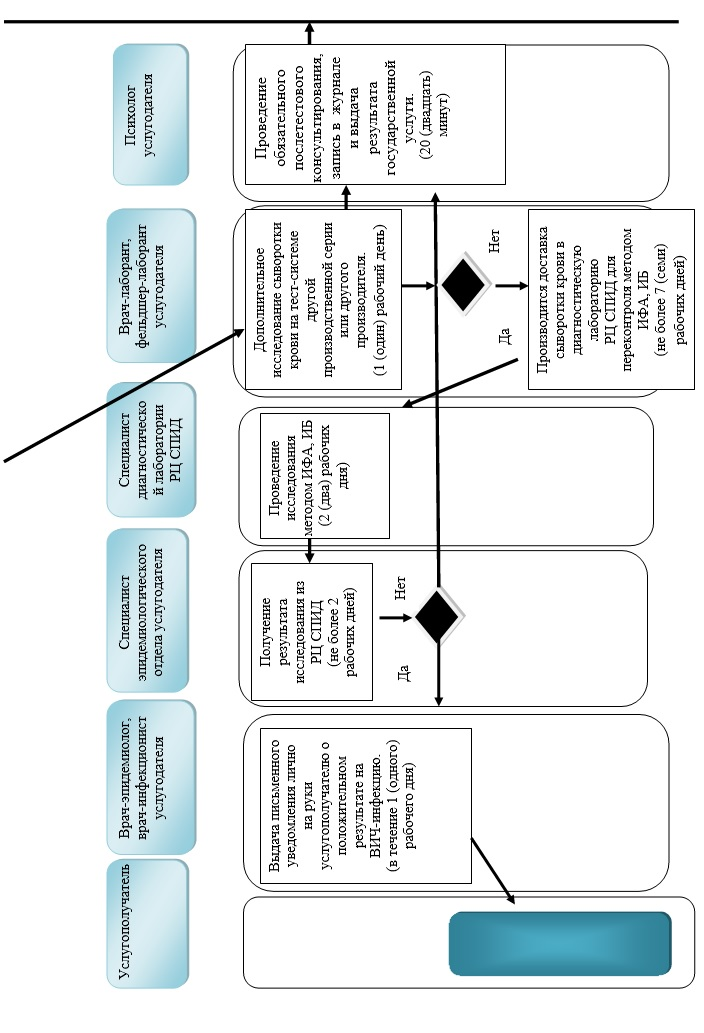 Услугополучатель
Врач-эпидемиолог,
врач-инфекционист
услугодателя
Специалист
эпидемиологического
отдела услугодателя
Специалист
диагностическо
й лаборатории
РЦ СПИД
Врач-лаборант,
фельдшер-лаборант
услугодателя
Психолог
услугодателя
Выдача письменного
уведомления лично
на руки
услугополучателю о
положительном
результате на
ВИЧ-инфекцию.
(в течение 1 (одного)
рабочего дня)
Получение
результата
исследования из
РЦ СПИД
(не более 2
рабочих дней)
Да
Нет
Проведение
исследования
методом ИФА, ИБ
(2 (два) рабочих
дня)
Дополнительное
исследование сыворотки
крови на тест-системе
другой
производственной серии
или другого
производителя.
(1 (один) рабочий день)
Да
Нет
Производится доставка
сыворотки крови в
диагностическую
лабораторию
РЦ СПИД для
переконтроля методом
ИФА, ИБ
(не более 7 (семи)
рабочих дней)
Проведение
обязательного
послетестового
консультирования,
запись в  журнале
и выдача
результата
государственной
услуги.
(20 (двадцать)
минут)